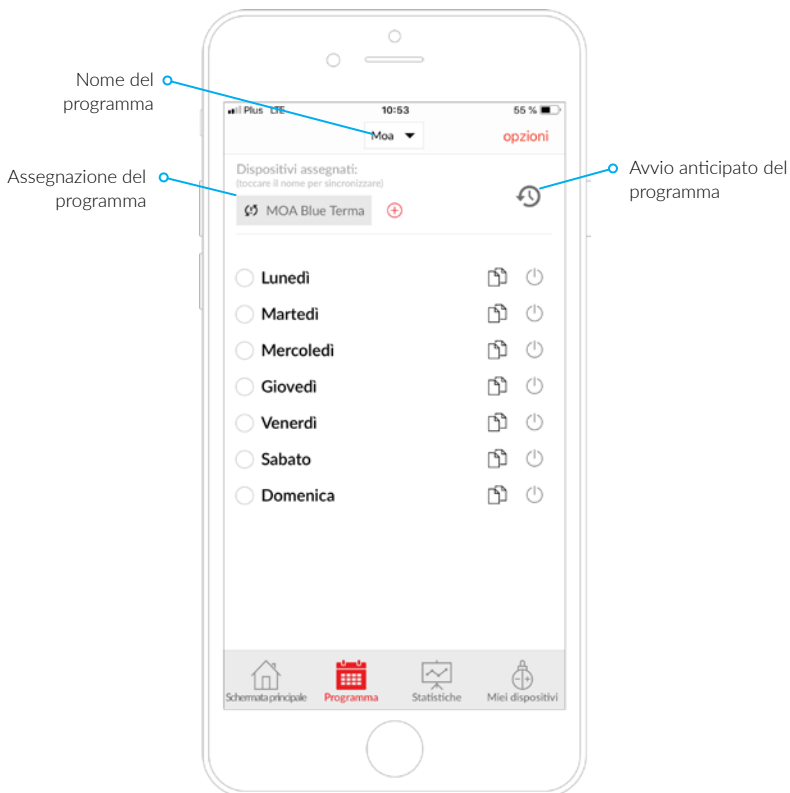 Nome del
programma
Plus LTE 10:53 55 %
Moa
opzioni
Assegnazione del
programma
Dispositivi assegnati:
(toccare il nome per sincronizzare)
MOA Blue Terma
Avvio anticipato del
programma
Lunedì
Martedì
Mercoledì
Giovedì
Venerdì
Sabato
Domenica
Schermata principale Programma Statistiche Miei dispositivi